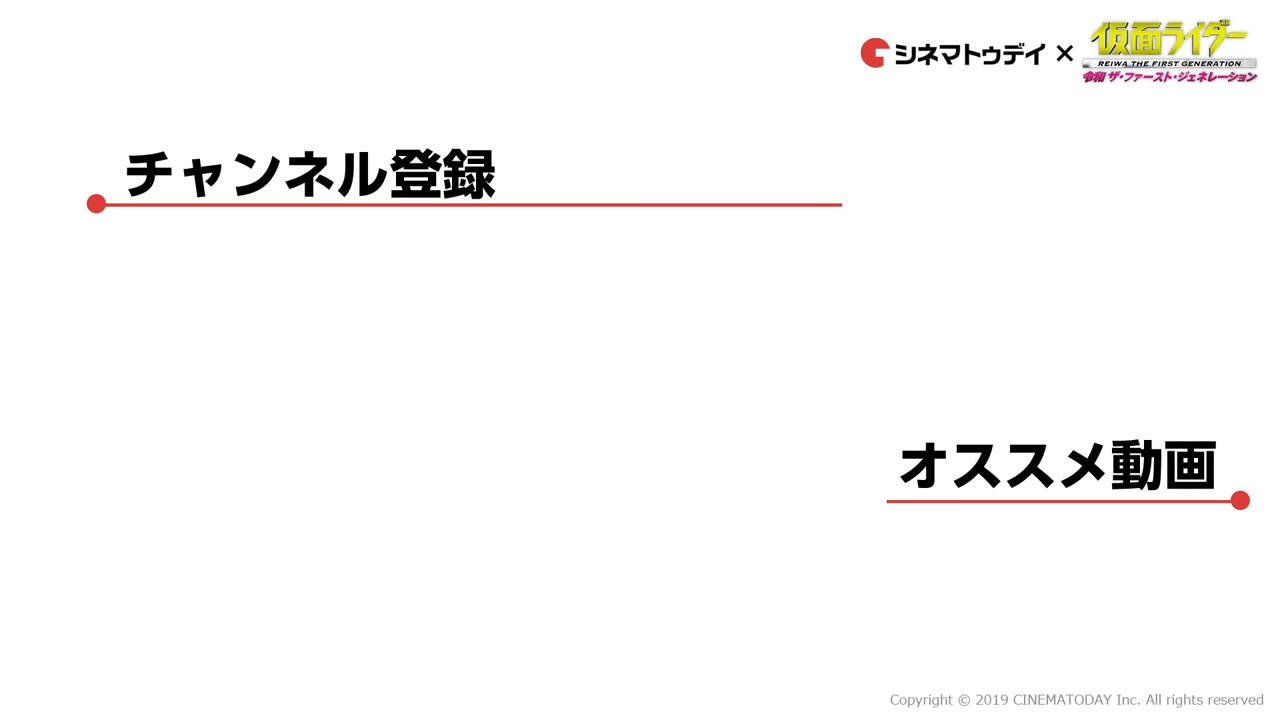 シネマトゥデイ ×
仮面ライダー
REIWA THE FIRST GENERATION
令和 ザ・ファースト・ジェネレーション
チャンネル登録
オススメ動画
Copyright © 2019 CINEMATODAY Inc. All rights reserved